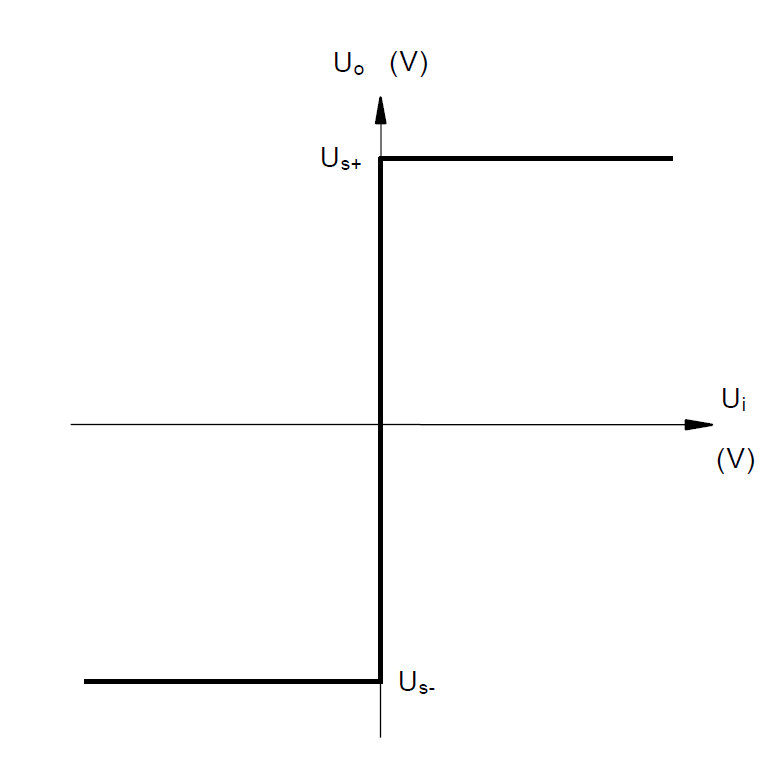 Uo (V)
Us+
Ui
(V)
Us-